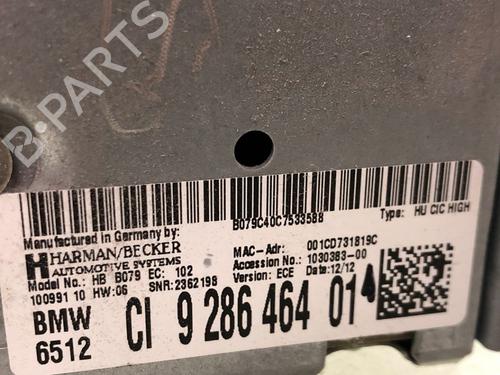 B-PARTS
B079C40C7533588
Manufactured in Germany by:
Type: HU CIC HIGH
HARMAN/BECKER
AUTOMOTIVE SYSTEMS
MAC-Adr: 001CD731819C
Model No.: HB B079 EC: 102
Accession No.: 1030383-00
100991 10 HW:06 SNR:2362198
Version: ECE Date:12/12
BMW CI 9 286 464 01
6512